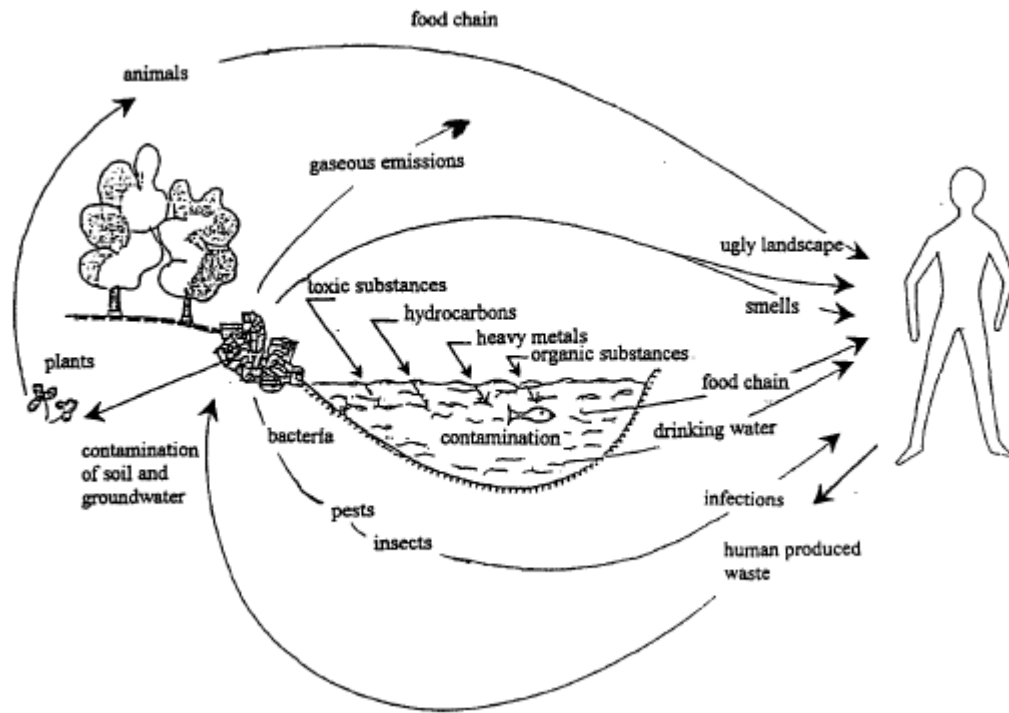 food chain
animals
gaseous emissions
ugly landscape
toxic substances
smells
hydrocarbons
heavy metals
organic substances
plants
food chain
bacteria
contamination
drinking water
contamination
of soil and
groundwater
infections
pests
insects
human produced
waste